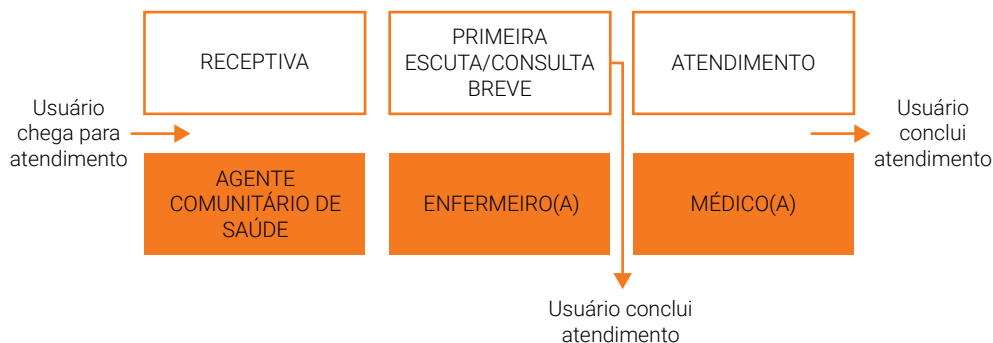 RECEPTIVA
PRIMEIRA
ESCUTA/CONSULTA
BREVE
ATENDIMENTO
Usuário
chega para
atendimento
Usuário
conclui
atendimento
AGENTE
COMUNITÁRIO DE
SAÚDE
ENFERMEIRO(A)
MÉDICO(A)
Usuário conclui
atendimento